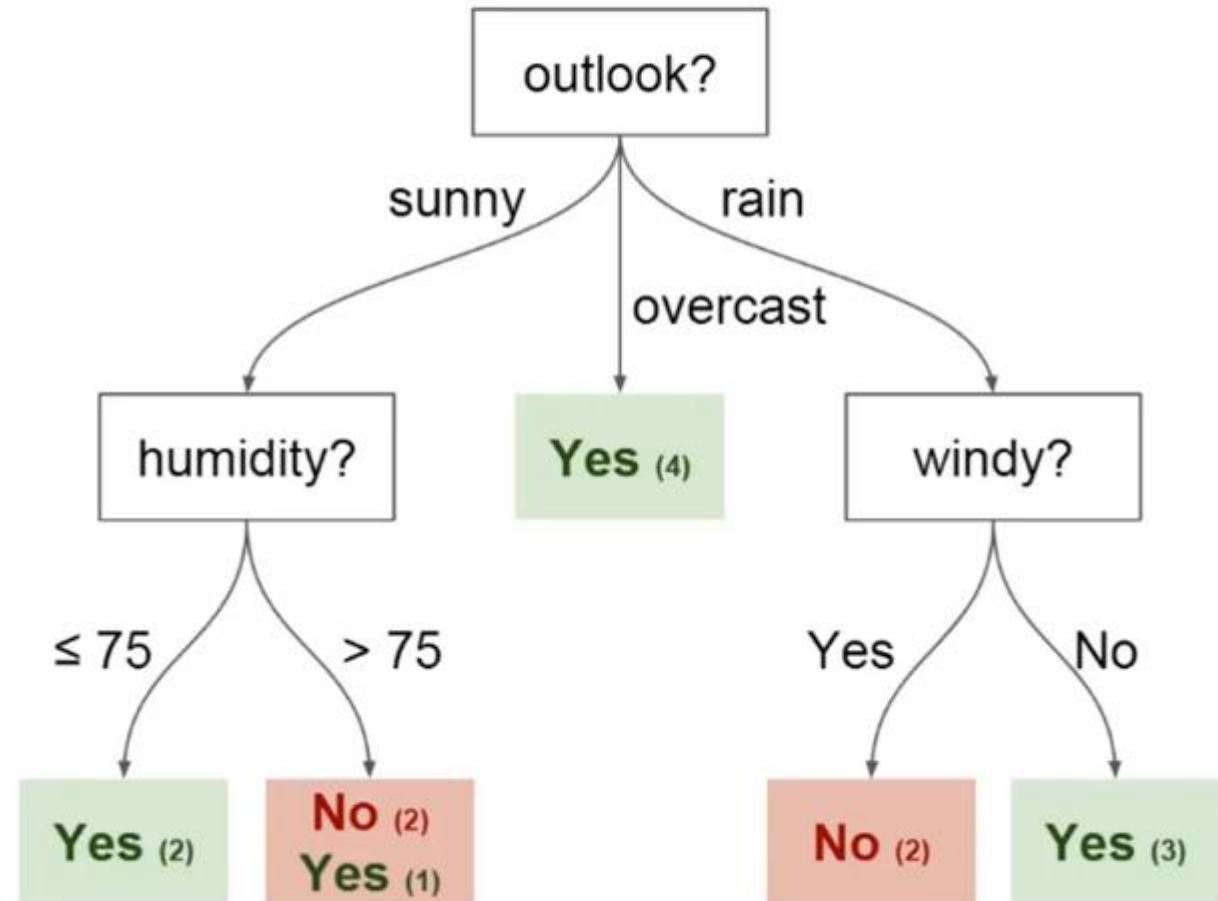 outlook?
sunny
rain
overcast
humidity?
Yes (4)
windy?
≤ 75
> 75
Yes
No
Yes (2)
No (2)
Yes (1)
No (2)
Yes (3)